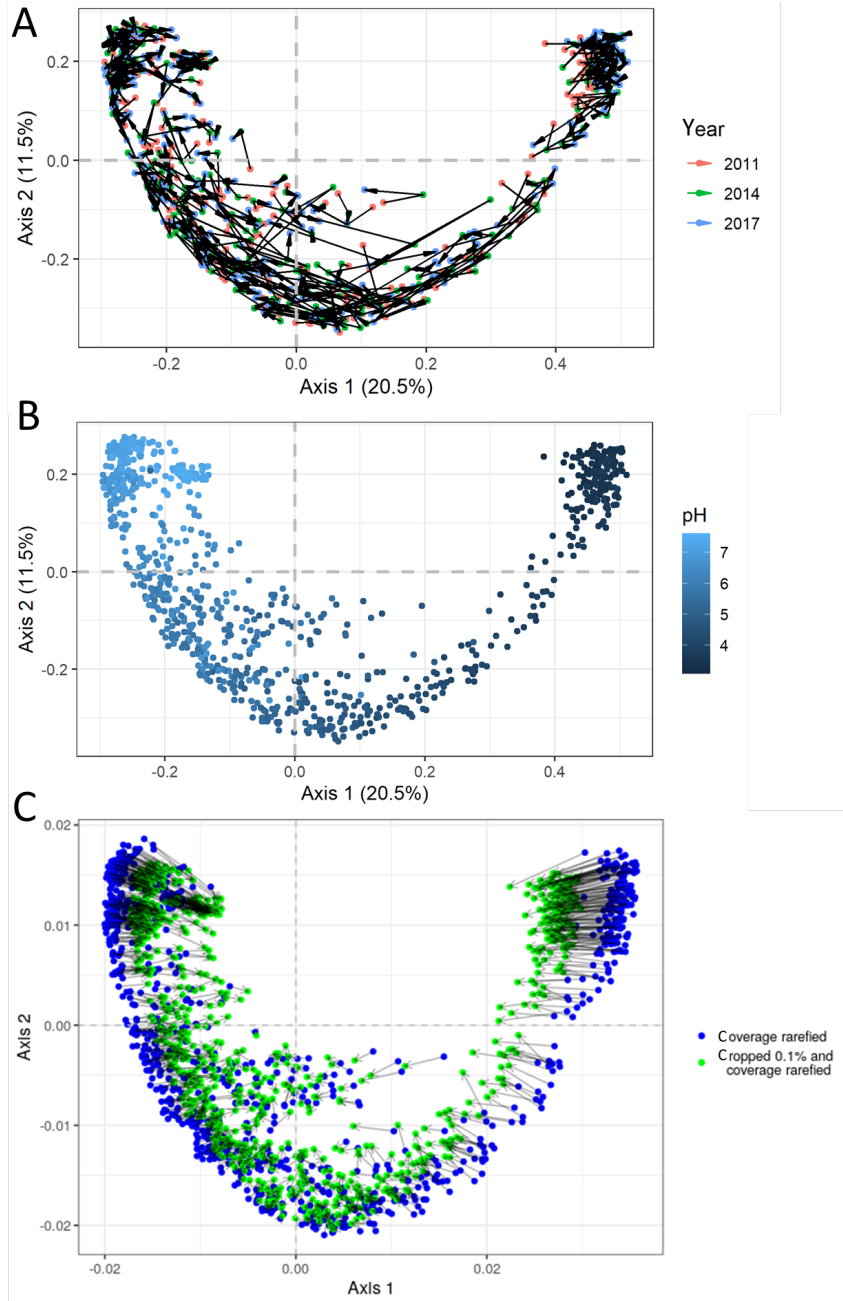 A
0.2
0.0
-0.2
Axis 2 (11.5%)
-0.2
0.0
0.2
0.4
Axis 1 (20.5%)
Year
2011
2014
2017
B
0.2
0.0
-0.2
Axis 2 (11.5%)
-0.2
0.0
0.2
0.4
Axis 1 (20.5%)
pH
7
6
5
4
C
0.02
0.01
0.00
-0.01
-0.02
Axis 2
-0.02
0.00
0.02
Axis 1
Coverage rarefied
Cropped 0.1% and
coverage rarefied